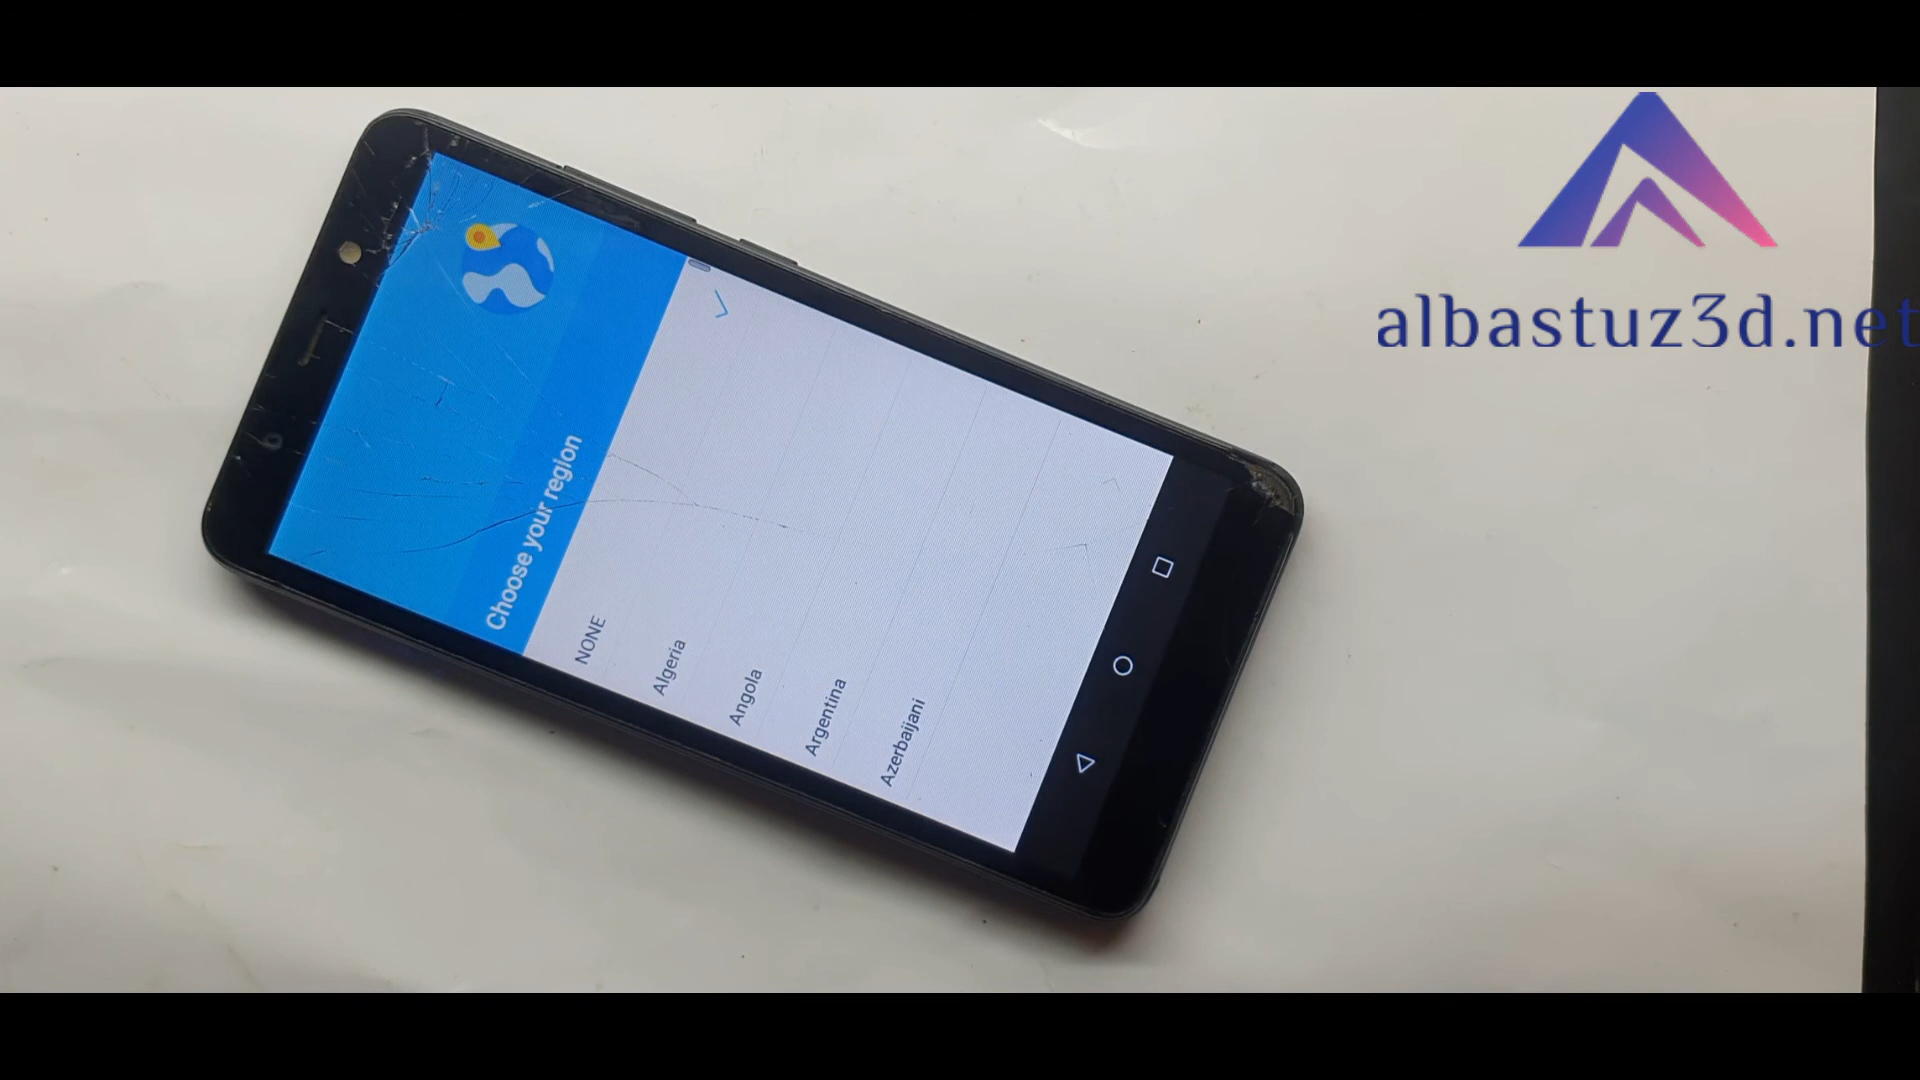 albastuz3d.net
Choose your region
NONE
Algeria
Angola
Argentina
Azerbaijani